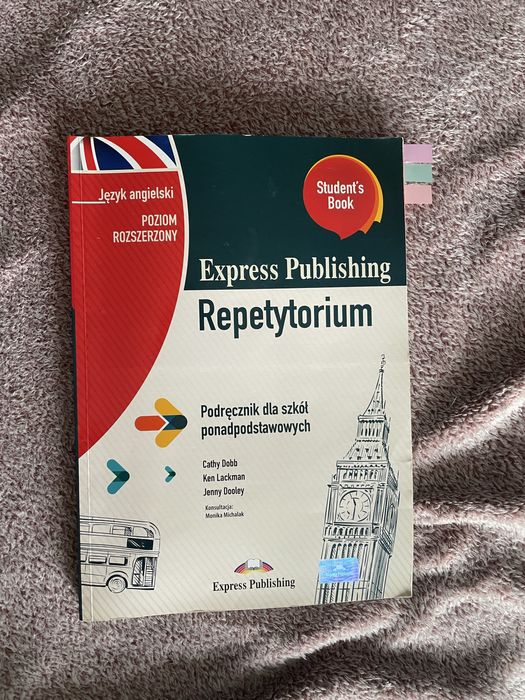 Język angielski
POZIOM
ROZSZERZONY
Student's
Book
Express Publishing
Repetytorium
Podręcznik dla szkół
ponadpodstawowych
Cathy Dobb
Ken Lackman
Jenny Dooley
Konsultacja:
Monika Michalak
Express Publishing